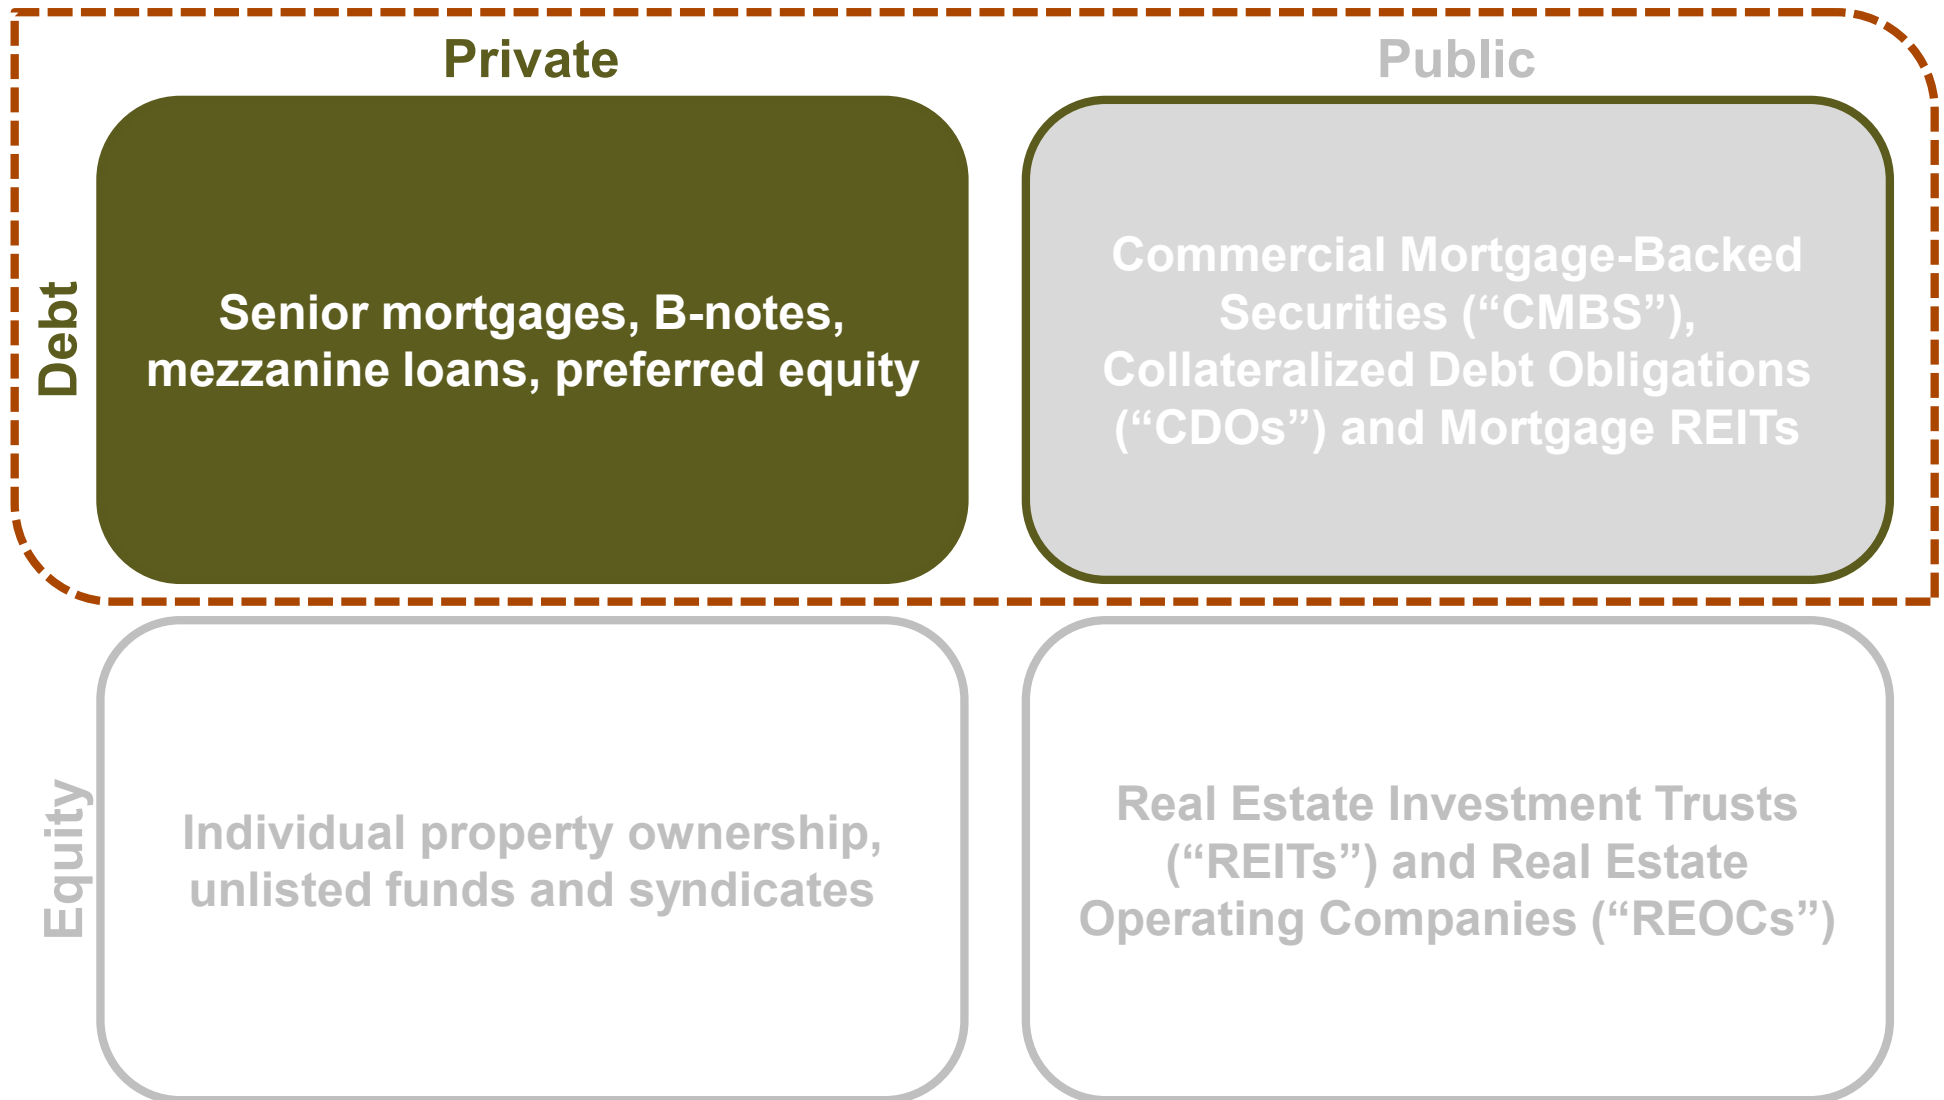 Private
Public
Debt
Senior mortgages, B-notes,
mezzanine loans, preferred equity
Commercial Mortgage-Backed
Securities (“CMBS”),
Collateralized Debt Obligations
(“CDOs”) and Mortgage REITs
Equity
Individual property ownership,
unlisted funds and syndicates
Real Estate Investment Trusts
(“REITs”) and Real Estate
Operating Companies (“REOCs”)